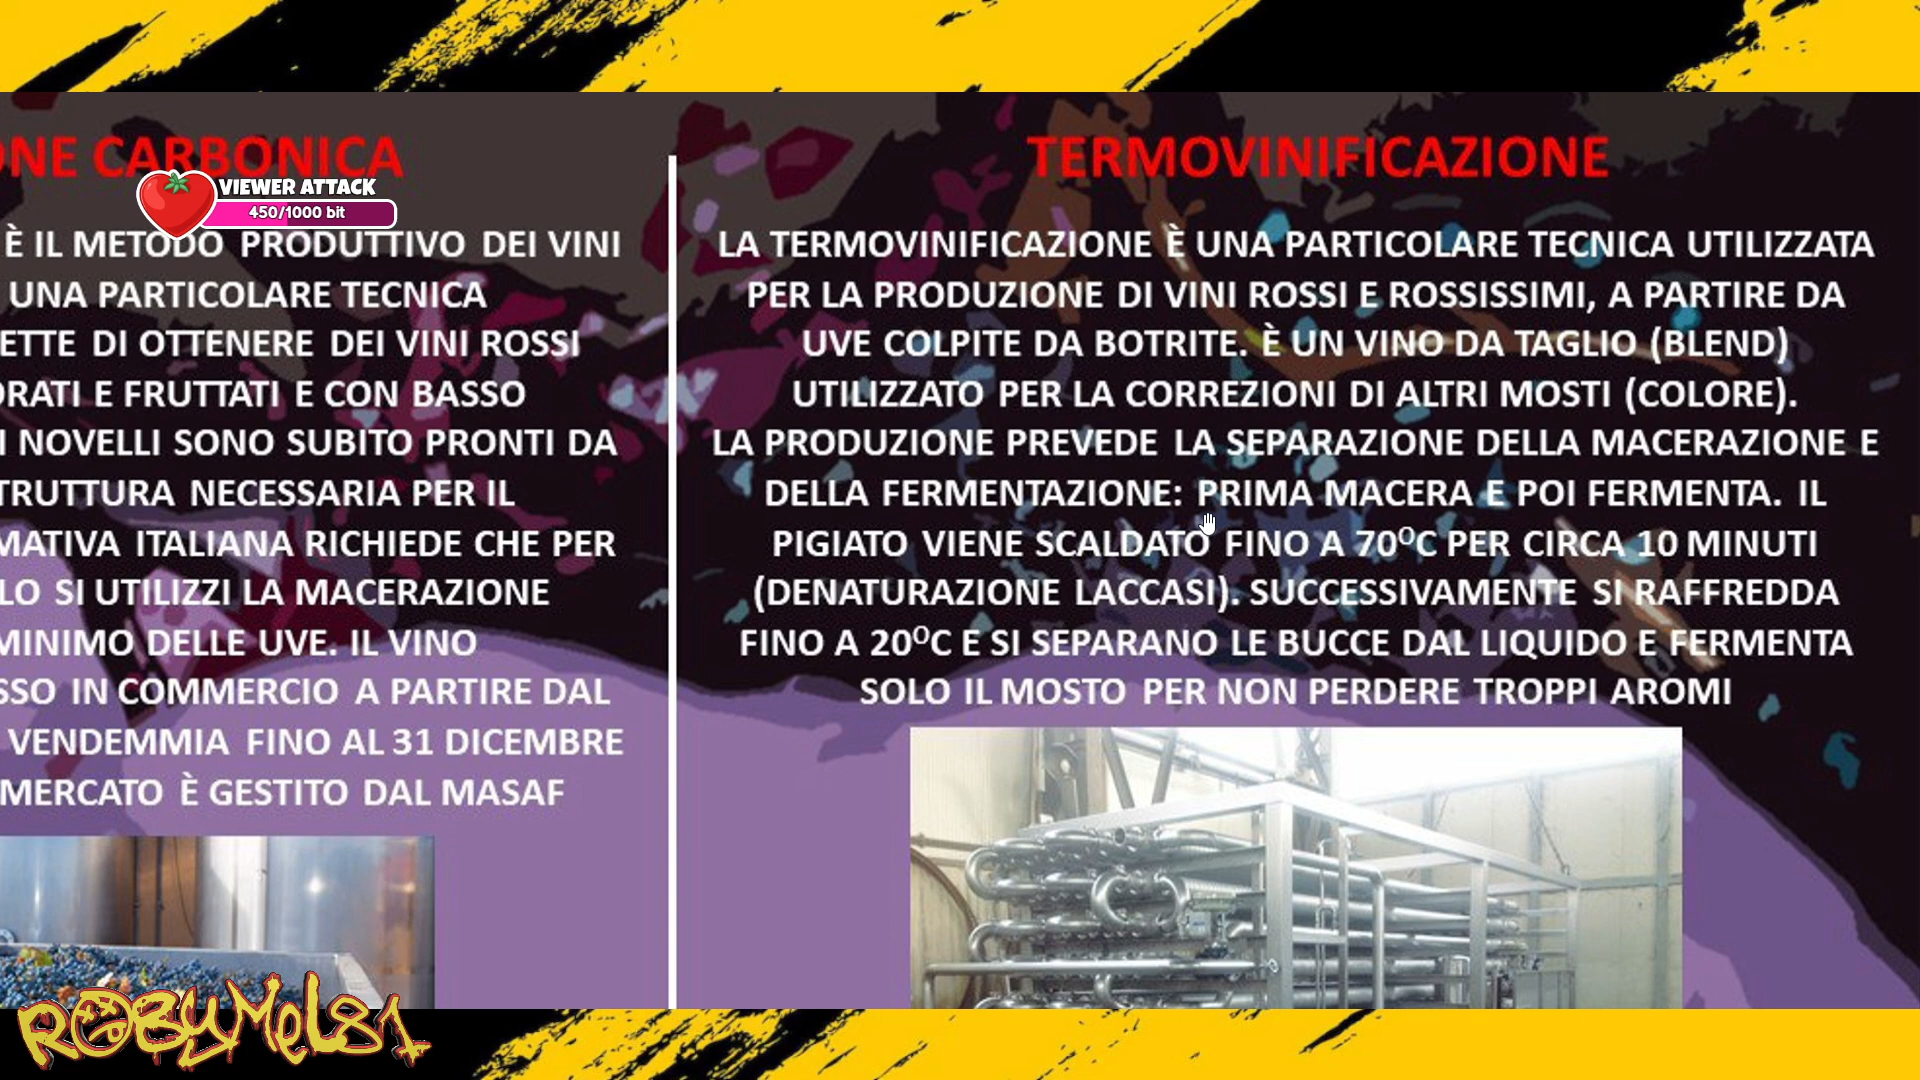 ONE CARBONICA
VIEWER ATTACK
450/1000 bit
È IL METODO PRODUTTIVO DEI VINI
UNA PARTICOLARE TECNICA
ETTE DI OTTENERE DEI VINI ROSSI
ORATI E FRUTTATI E CON BASSO
I NOVELLI SONO SUBITO PRONTI DA
TRUTTURA NECESSARIA PER IL
MATIVA ITALIANA RICHIEDE CHE PER
LO SI UTILIZZI LA MACERAZIONE
MINIMO DELLE UVE. IL VINO
SSO IN COMMERCIO A PARTIRE DAL
VENDEMMIA FINO AL 31 DICEMBRE
MERCATO È GESTITO DAL MASAF
TERMOVINIFICAZIONE
LA TERMOVINIFICAZIONE È UNA PARTICOLARE TECNICA UTILIZZATA
PER LA PRODUZIONE DI VINI ROSSI E ROSSISSIMI, A PARTIRE DA
UVE COLPITE DA BOTRITE. È UN VINO DA TAGLIO (BLEND)
UTILIZZATO PER LA CORREZIONI DI ALTRI MOSTI (COLORE).
LA PRODUZIONE PREVEDE LA SEPARAZIONE DELLA MACERAZIONE E
DELLA FERMENTAZIONE: PRIMA MACERA E POI FERMENTA. IL
PIGIATO VIENE SCALDATO FINO A 70°C PER CIRCA 10 MINUTI
(DENATURAZIONE LACCASI). SUCCESSIVAMENTE SI RAFFREDDA
FINO A 20°C E SI SEPARANO LE BUCCE DAL LIQUIDO E FERMENTA
SOLO IL MOSTO PER NON PERDERE TROPPI AROMI
RobyMel81